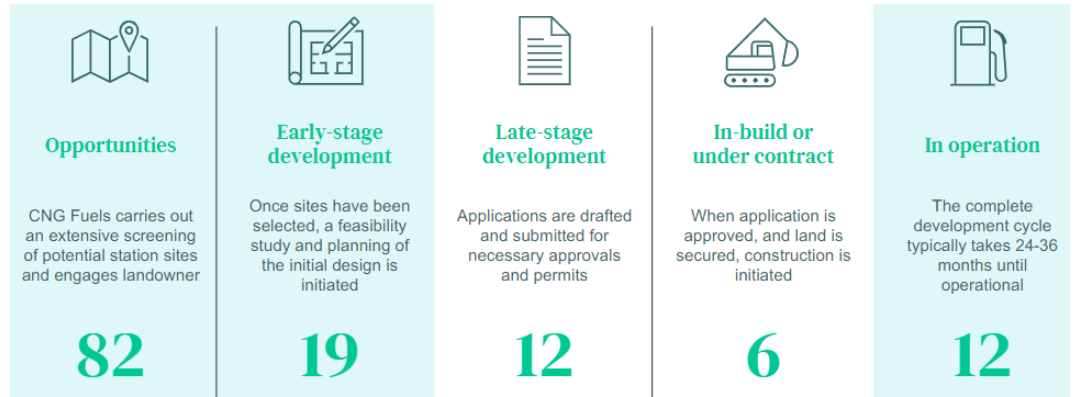 Opportunities
CNG Fuels carries out
an extensive screening
of potential station sites
and engages landowner
82
Early-stage
development
Once sites have been
selected, a feasibility
study and planning of
the initial design is
initiated
19
Late-stage
development
Applications are drafted
and submitted for
necessary approvals
and permits
12
In-build or
under contract
When application is
approved, and land is
secured, construction is
initiated
6
In operation
The complete
development cycle
typically takes 24-36
months until
operational
12